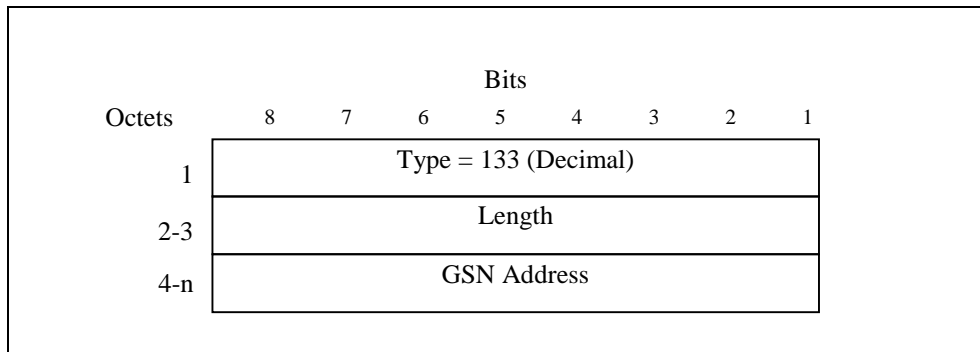 Bits
Octets 8 7 6 5 4 3 2 1
1 Type = 133 (Decimal)
2-3 Length
4-n GSN Address